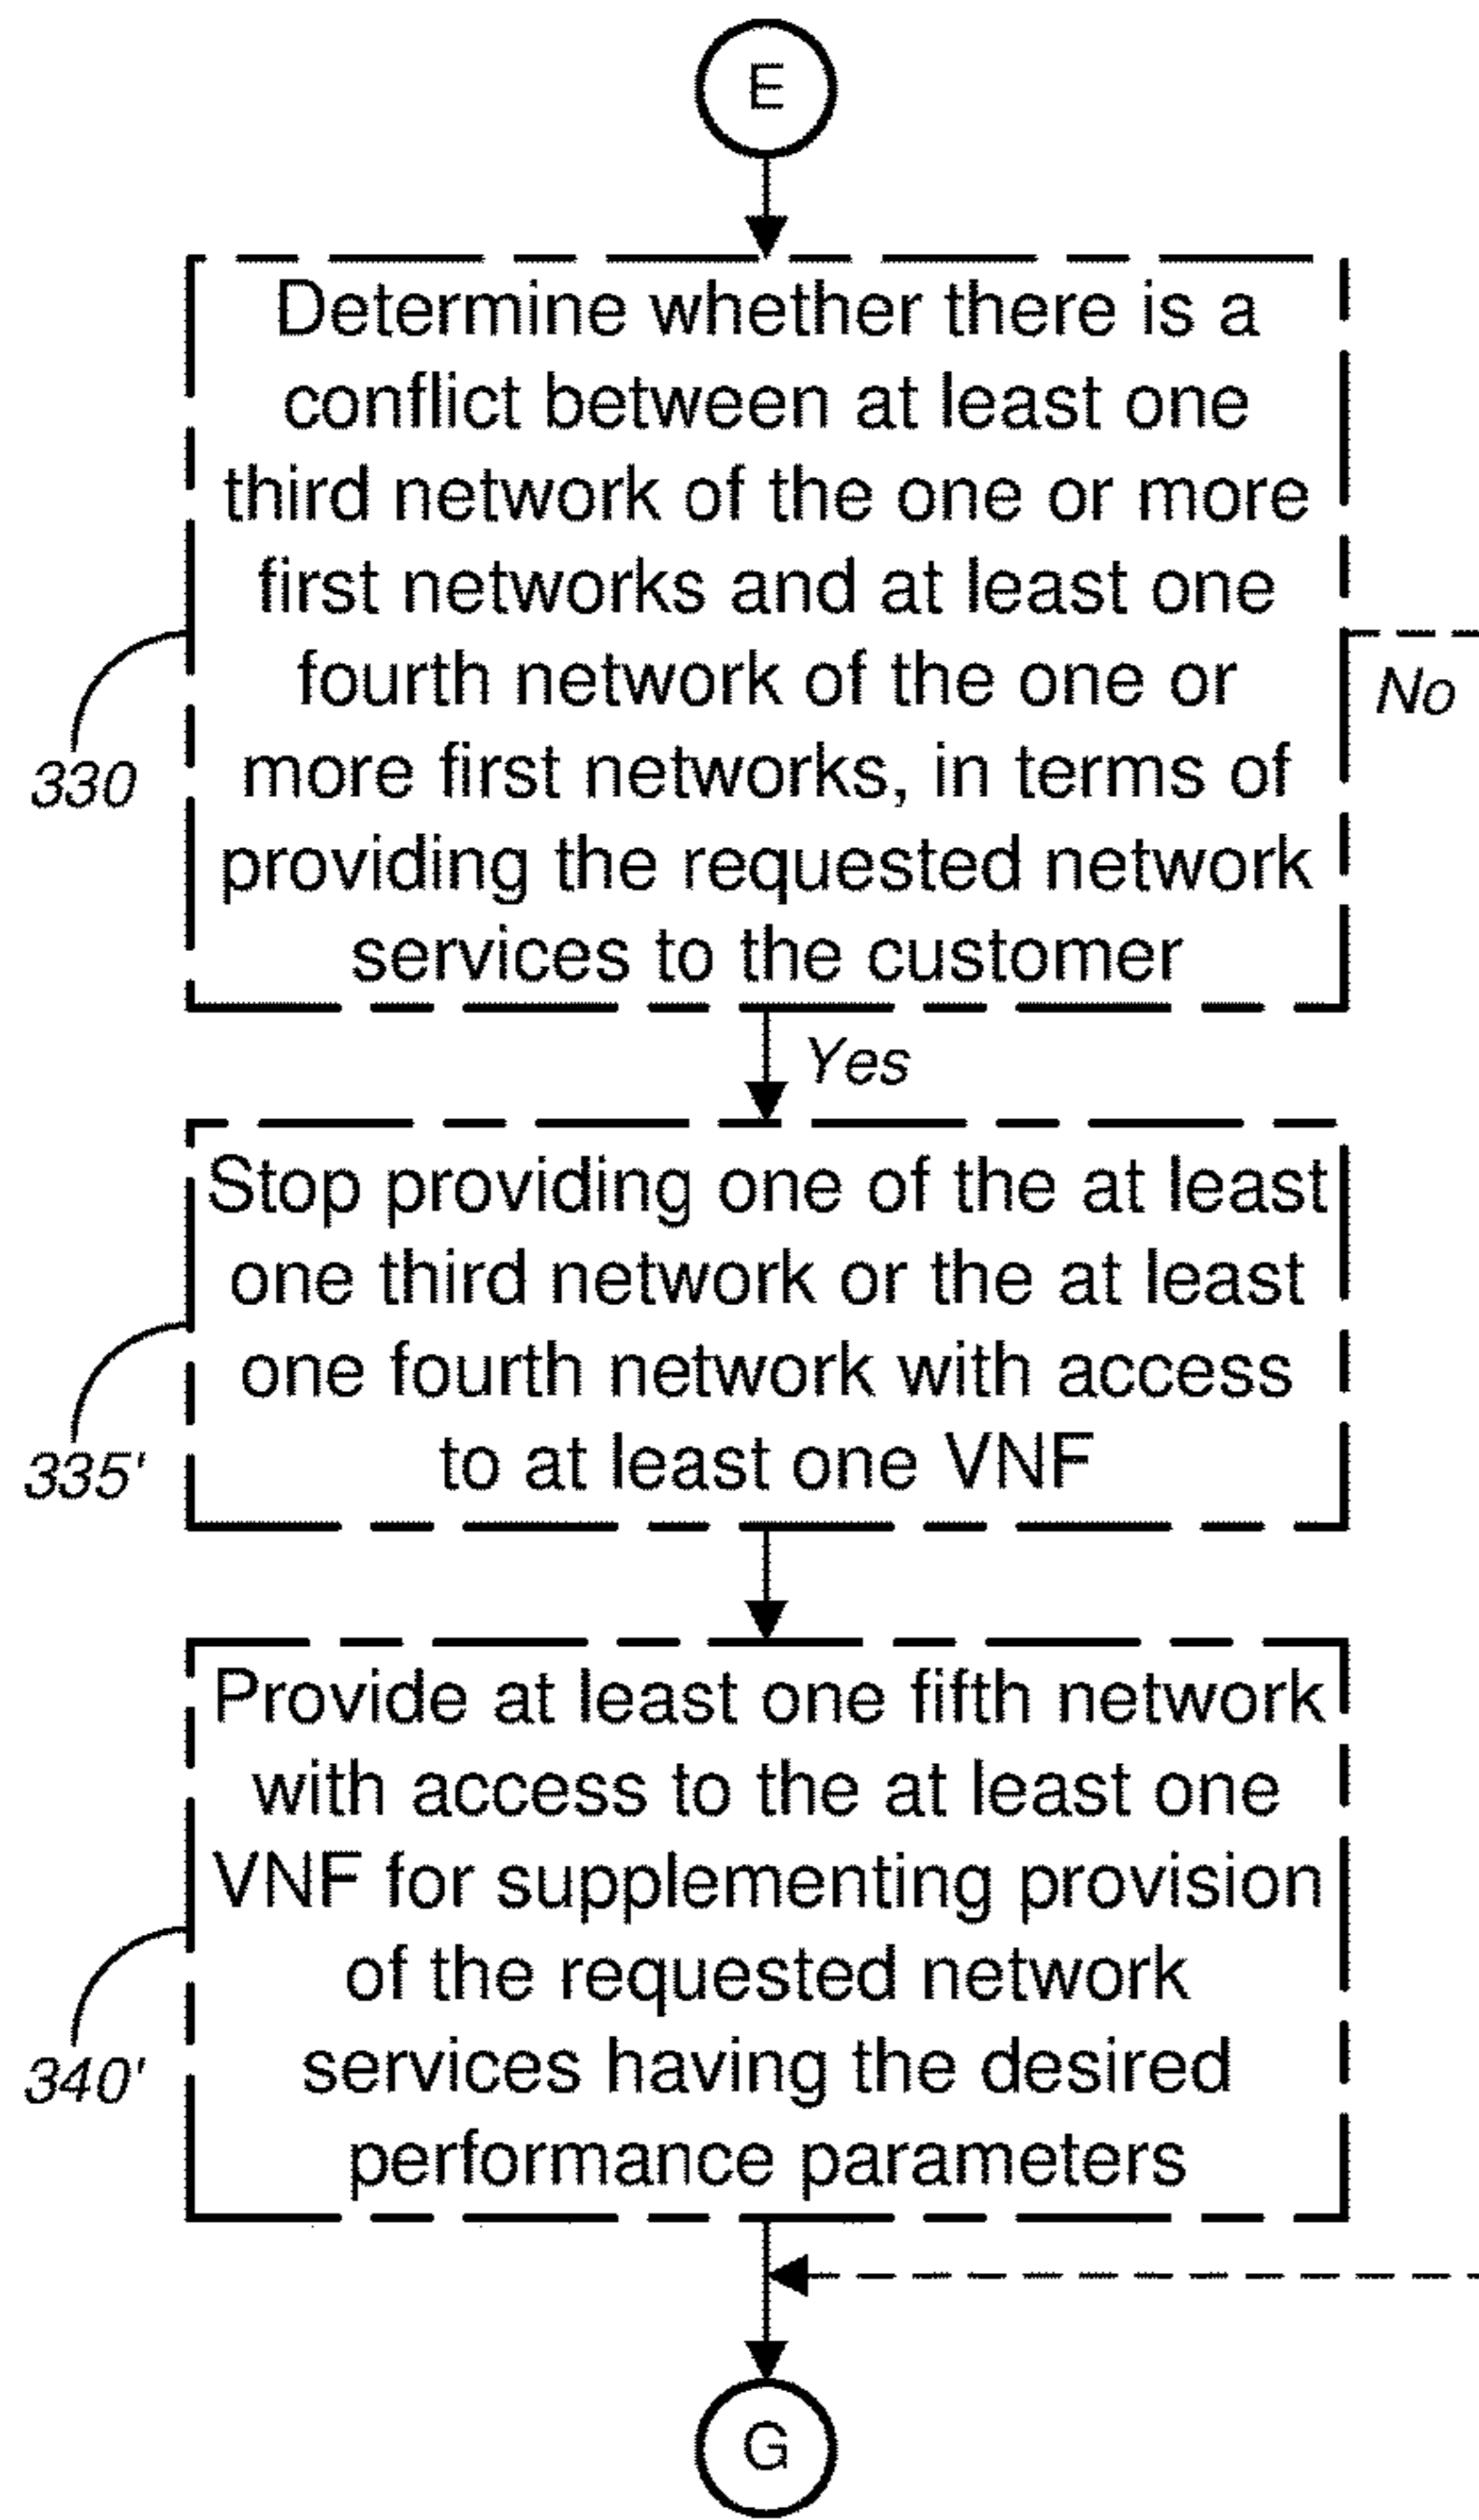 E
Determine whether there is a
conflict between at least one
third network of the one or more
first networks and at least one
fourth network of the one or
more first networks, in terms of
providing the requested network
services to the customer
330
No
Yes
Stop providing one of the at least
one third network or the at least
one fourth network with access
to at least one VNF
335'
Provide at least one fifth network
with access to the at least one
VNF for supplementing provision
of the requested network
services having the desired
performance parameters
340'
G